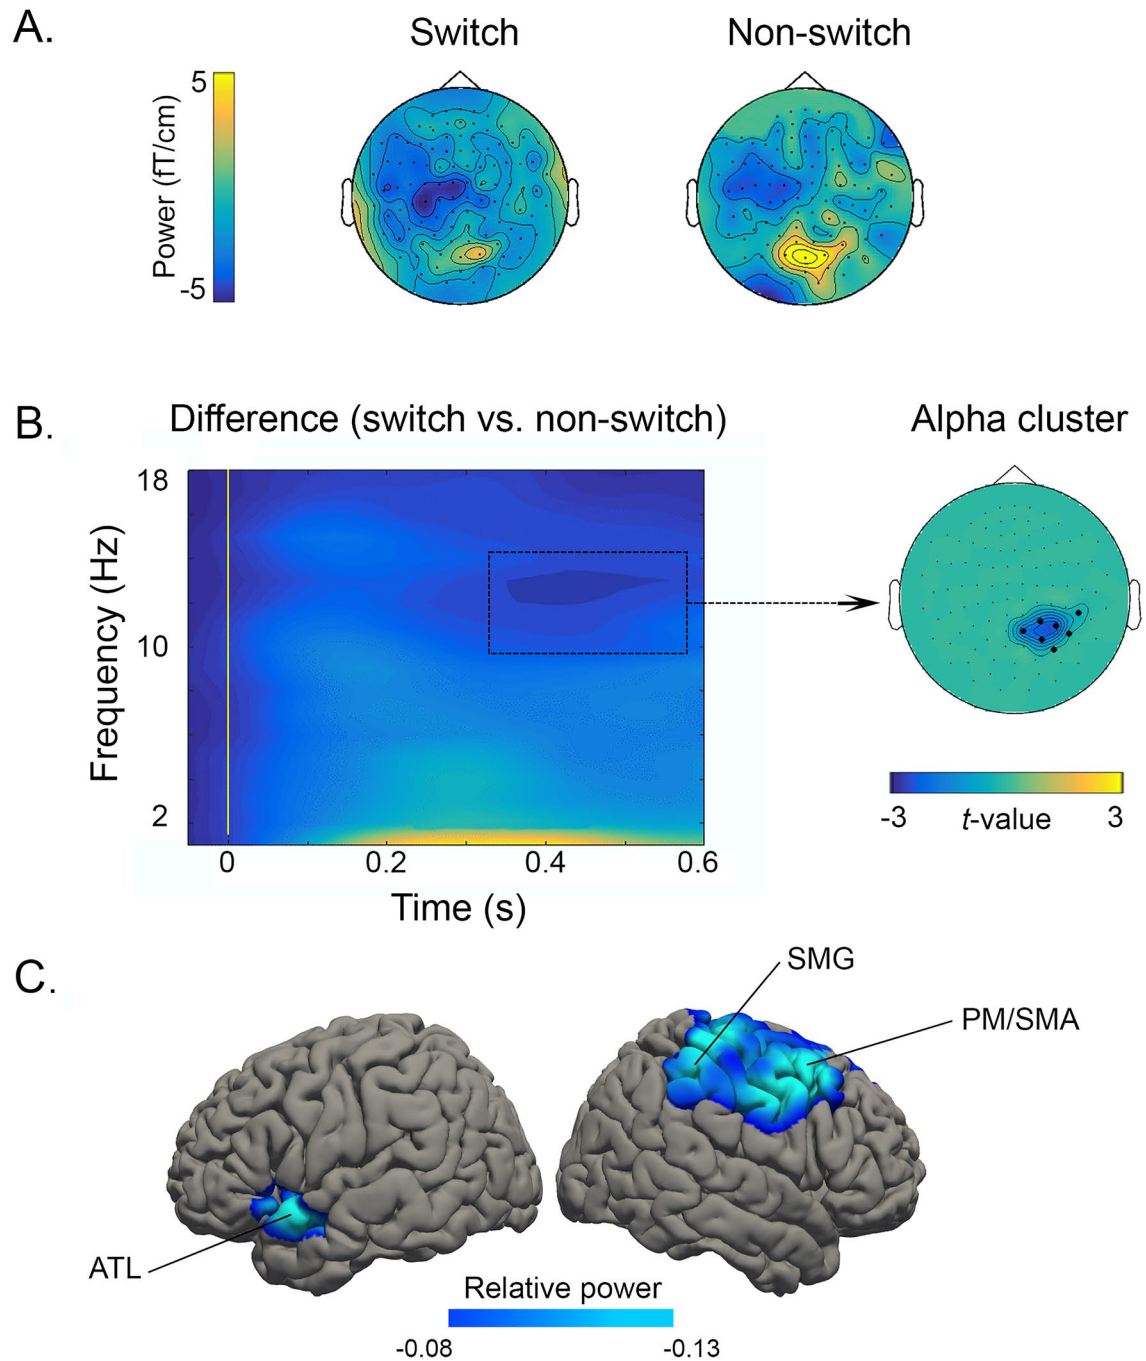 A.
Switch
Non-switch
5
Power (fT/cm)
-5
B.
Difference (switch vs. non-switch)
Alpha cluster
18
10
2
Frequency (Hz)
0
0.2
0.4
0.6
Time (s)
-3
t-value
3
C.
SMG
PM/SMA
ATL
Relative power
-0.08
-0.13